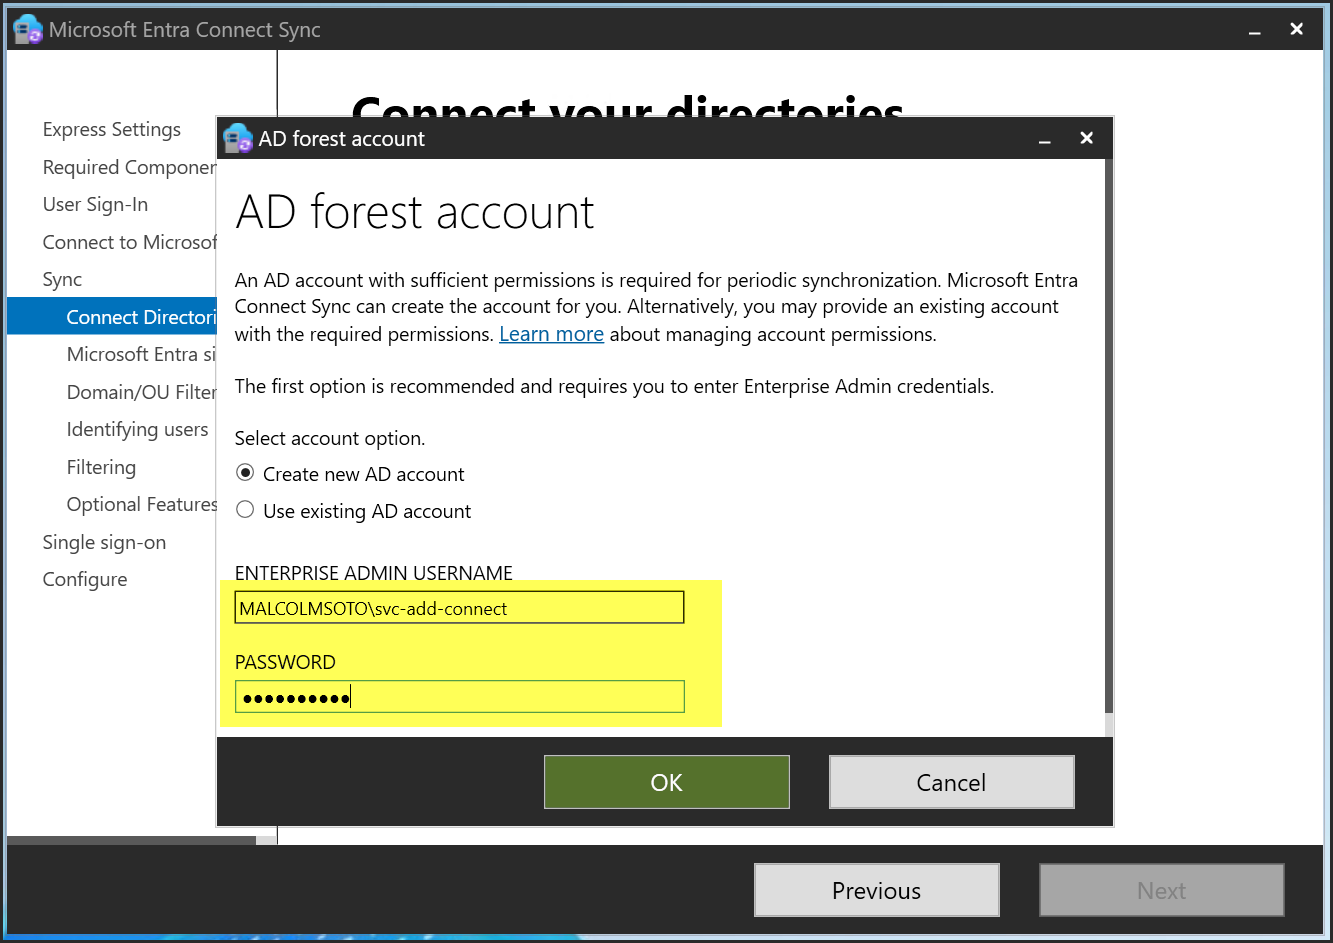 Microsoft Entra Connect Sync
Connect your directories
Express Settings
Required Componen
User Sign-In
Connect to Microsof
Sync
Connect Directori
Microsoft Entra si
Domain/OU Filter
Identifying users
Filtering
Optional Features
Single sign-on
Configure
AD forest account
AD forest account
An AD account with sufficient permissions is required for periodic synchronization. Microsoft Entra
Connect Sync can create the account for you. Alternatively, you may provide an existing account
with the required permissions. Learn more about managing account permissions.
The first option is recommended and requires you to enter Enterprise Admin credentials.
Select account option.
Create new AD account
Use existing AD account
ENTERPRISE ADMIN USERNAME
MALCOLMSOTO\svc-add-connect
PASSWORD
●●●●●●●●●●
OK
Cancel
Previous
Next